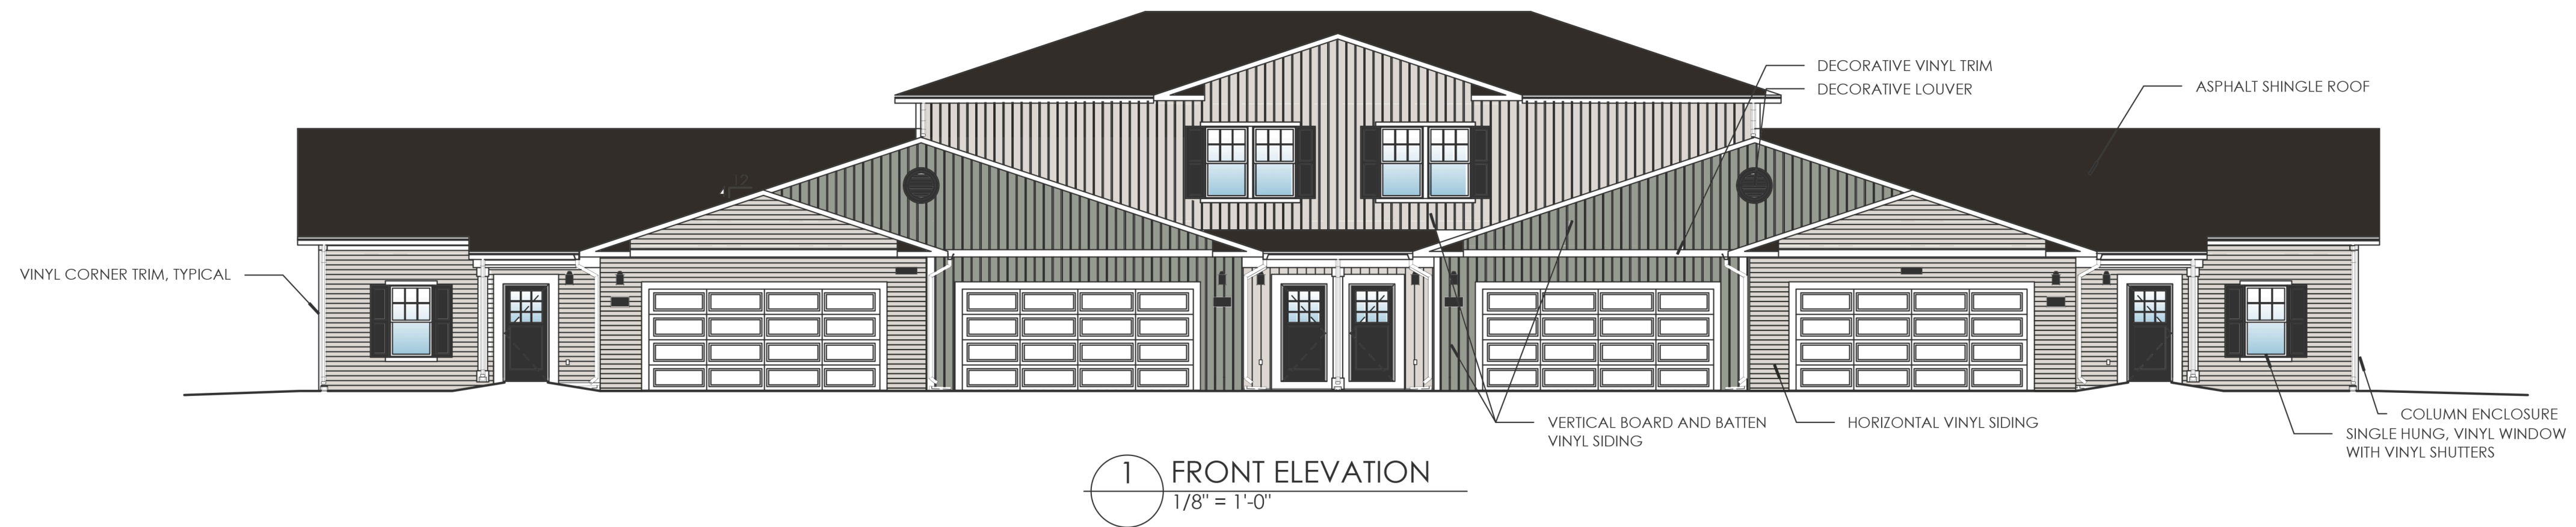 DECORATIVE VINYL TRIM
DECORATIVE LOUVER
ASPHALT SHINGLE ROOF
12
4
VINYL CORNER TRIM, TYPICAL
VERTICAL BOARD AND BATTEN
VINYL SIDING
HORIZONTAL VINYL SIDING
COLUMN ENCLOSURE
SINGLE HUNG, VINYL WINDOW
WITH VINYL SHUTTERS
1 FRONT ELEVATION
1/8" = 1'-0"